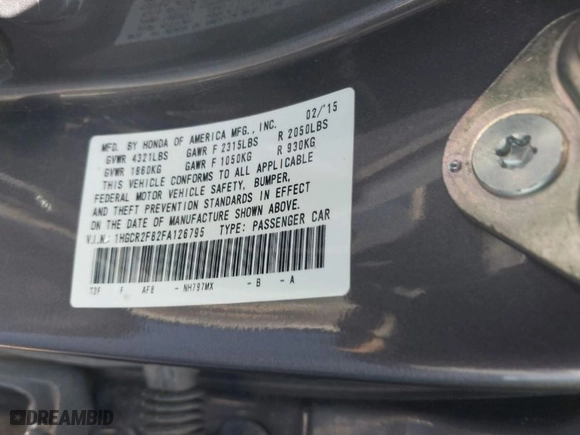 MFD. BY HONDA OF AMERICA MFG., INC. 02/'15
GVWR 4321LBS GAWR F 2315LBS R 2050LBS
GVWR 1960KG GAWR F 1050KG R 930KG
THIS VEHICLE CONFORMS TO ALL APPLICABLE
FEDERAL MOTOR VEHICLE SAFETY, BUMPER,
AND THEFT PREVENTION STANDARDS IN EFFECT
ON THE DATE OF MANUFACTURE SHOWN ABOVE.
V.I.N.: 1HGCR2F82FA126795 TYPE: PASSENGER CAR
F AF8 - NH797MX - B - A
DREAMBID